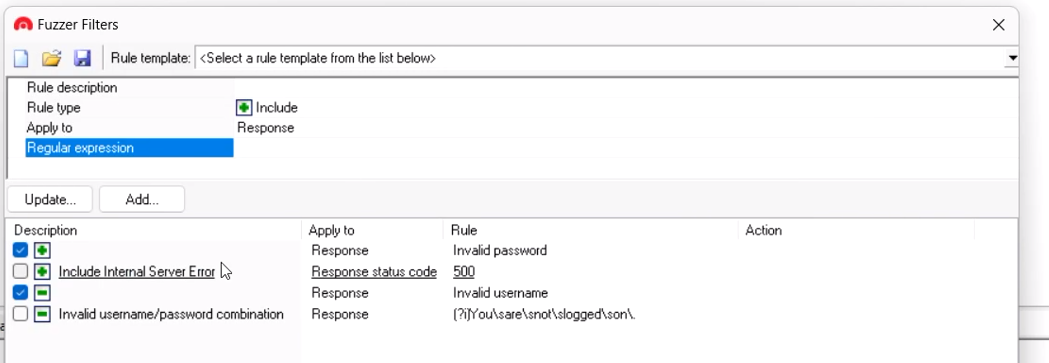 Fuzzer Filters
Rule template: <Select a rule template from the list below>
Rule description
Rule type Include
Apply to Response
Regular expression
Update... Add...
Description Apply to Rule Action
Response Invalid password
Include Internal Server Error Response status code 500
Response Invalid username
Invalid username/password combination Response (?i)You\sare\snot\slogged\son\.